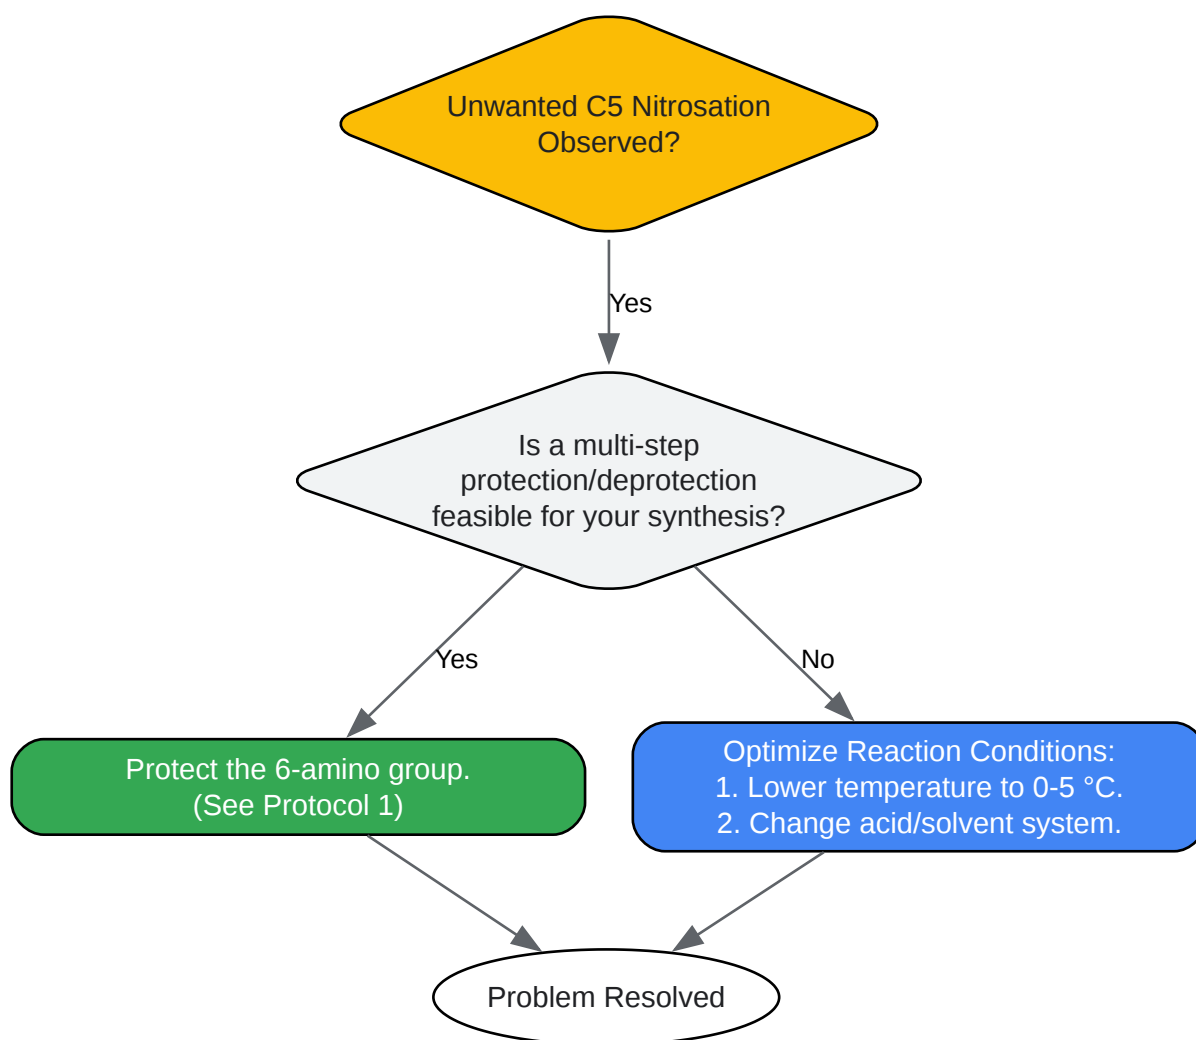 Unwanted C5 Nitrosation
Observed?
Yes
Is a multi-step
protection/deprotection
feasible for your synthesis?
Yes
No
Protect the 6-amino group.
(See Protocol 1)
Optimize Reaction Conditions:
1. Lower temperature to 0-5 °C.
2. Change acid/solvent system.
Problem Resolved